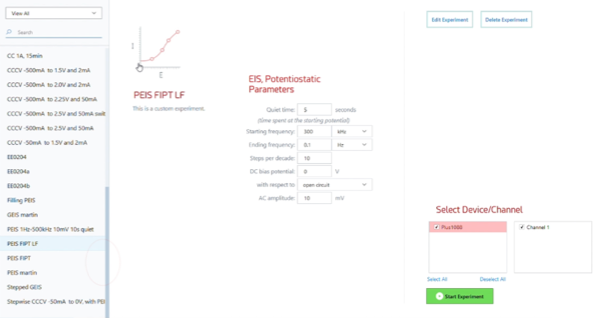 View All
Search
CC 1A, 15min
CCCV -500mA to 1.5V and 2mA
CCCV -500mA to 2.0V and 2mA
CCCV -500mA to 2.25V and 50mA
CCCV -500mA to 2.5V and 50mA swit
CCCV -500mA to 2.5V and 50mA
CCCV -50mA to 1.5V and 2mA
EE0204
EE0204a
EE0204b
Filling PEIS
GEIS martin
PEIS 1Hz-500kHz 10mV 10s quiet
PEIS FIPT LF
PEIS FIPT
PEIS martin
Stepped GEIS
Stepwise CCCV -50mA to 0V, with PEI
I
E
PEIS FIPT LF
This is a custom experiment.
EIS, Potentiostatic
Parameters
Quiet time: 5 seconds
(time spent at the starting potential)
Starting frequency: 300 kHz
Ending frequency: 0.1 Hz
Steps per decade: 10
DC bias potential: 0 V
with respect to open circuit
AC amplitude: 10 mV
Edit Experiment Delete Experiment
Select Device/Channel
Channel 1
Select All Deselect All
Start Experiment